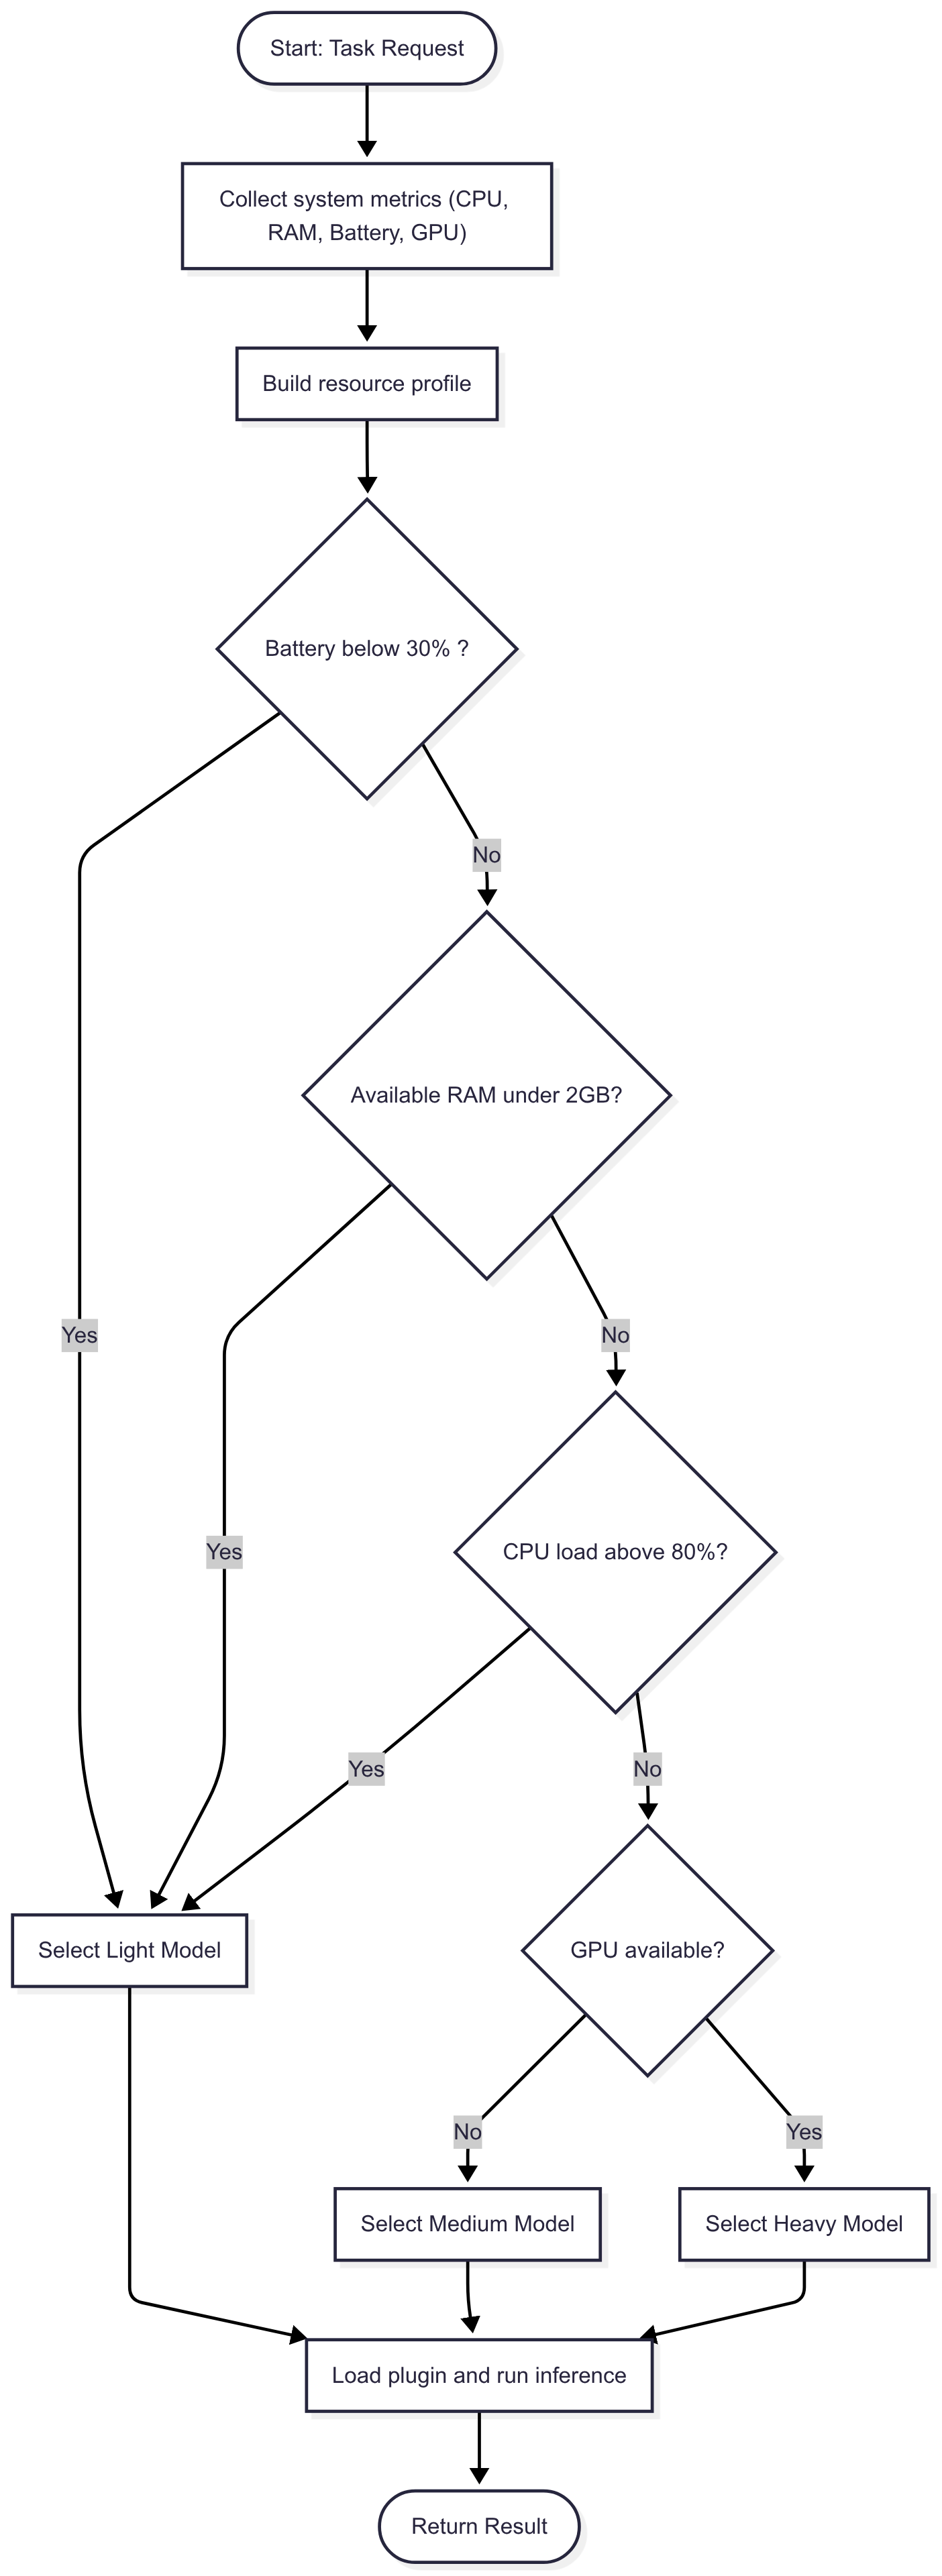 Start: Task Request
Collect system metrics (CPU,
RAM, Battery, GPU)
Build resource profile
Battery below 30% ?
No
Available RAM under 2GB?
Yes
No
Yes
CPU load above 80%?
Yes
No
Select Light Model
GPU available?
No
Yes
Select Medium Model
Select Heavy Model
Load plugin and run inference
Return Result